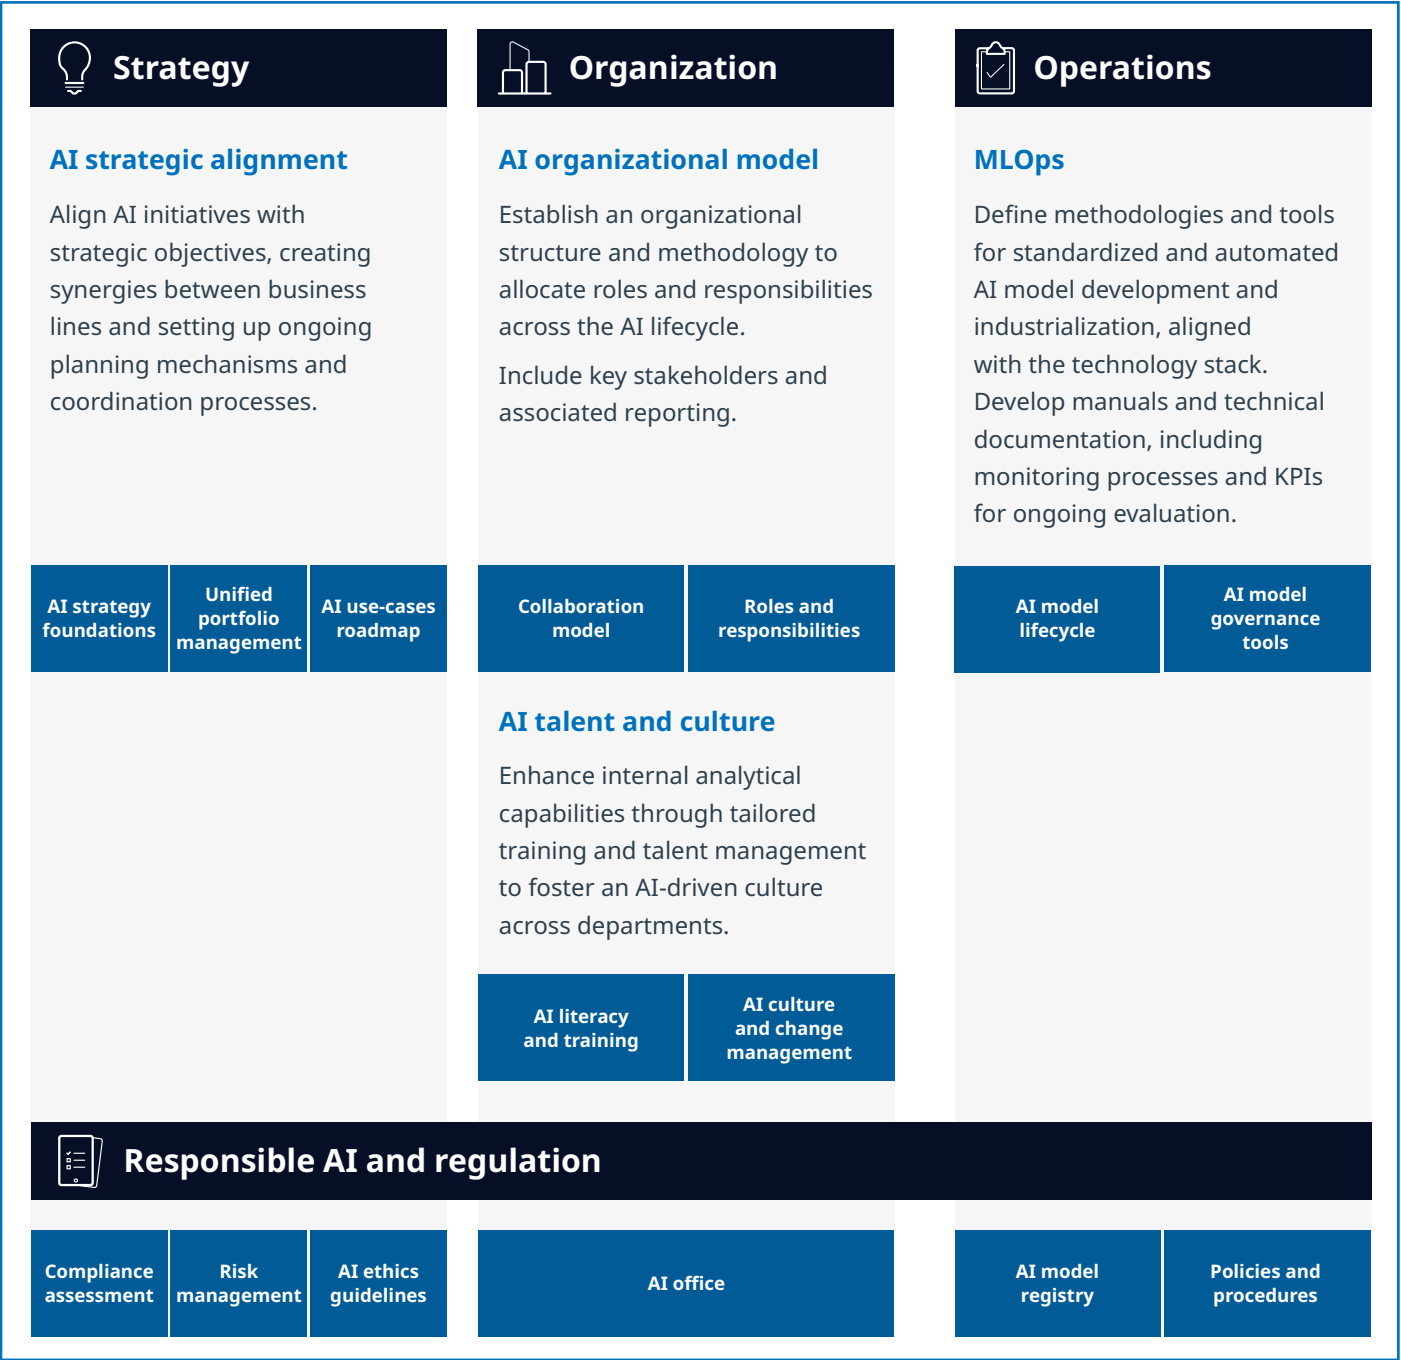 Strategy
AI strategic alignment
Align AI initiatives with
strategic objectives, creating
synergies between business
lines and setting up ongoing
planning mechanisms and
coordination processes.
AI strategy
foundations
Unified
portfolio
management
AI use-cases
roadmap
Organization
AI organizational model
Establish an organizational
structure and methodology to
allocate roles and responsibilities
across the AI lifecycle.
Include key stakeholders and
associated reporting.
Collaboration
model
Roles and
responsibilities
AI talent and culture
Enhance internal analytical
capabilities through tailored
training and talent management
to foster an AI-driven culture
across departments.
AI literacy
and training
AI culture
and change
management
Operations
MLOps
Define methodologies and tools
for standardized and automated
AI model development and
industrialization, aligned
with the technology stack.
Develop manuals and technical
documentation, including
monitoring processes and KPIs
for ongoing evaluation.
AI model
lifecycle
AI model
governance
tools
Responsible AI and regulation
Compliance
assessment
Risk
management
AI ethics
guidelines
AI office
AI model
registry
Policies and
procedures